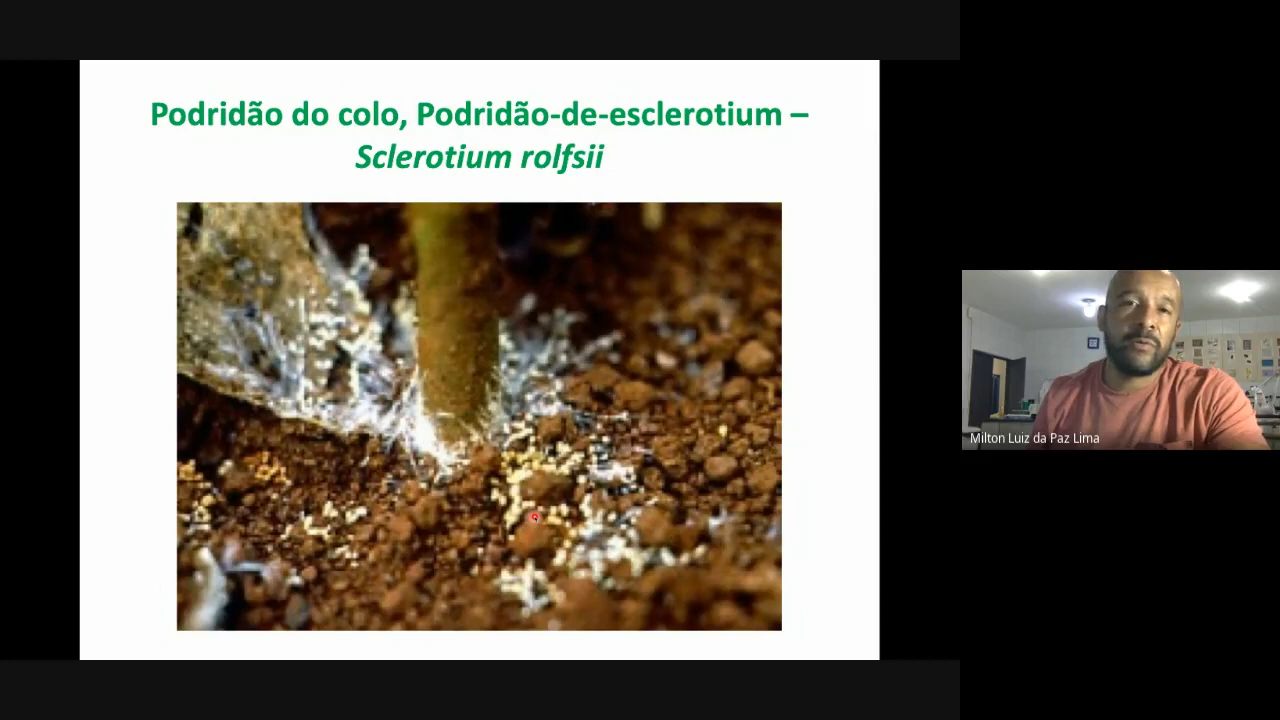 Podridão do colo, Podridão-de-esclerotium –
Sclerotium rolfsii
Milton Luiz da Paz Lima